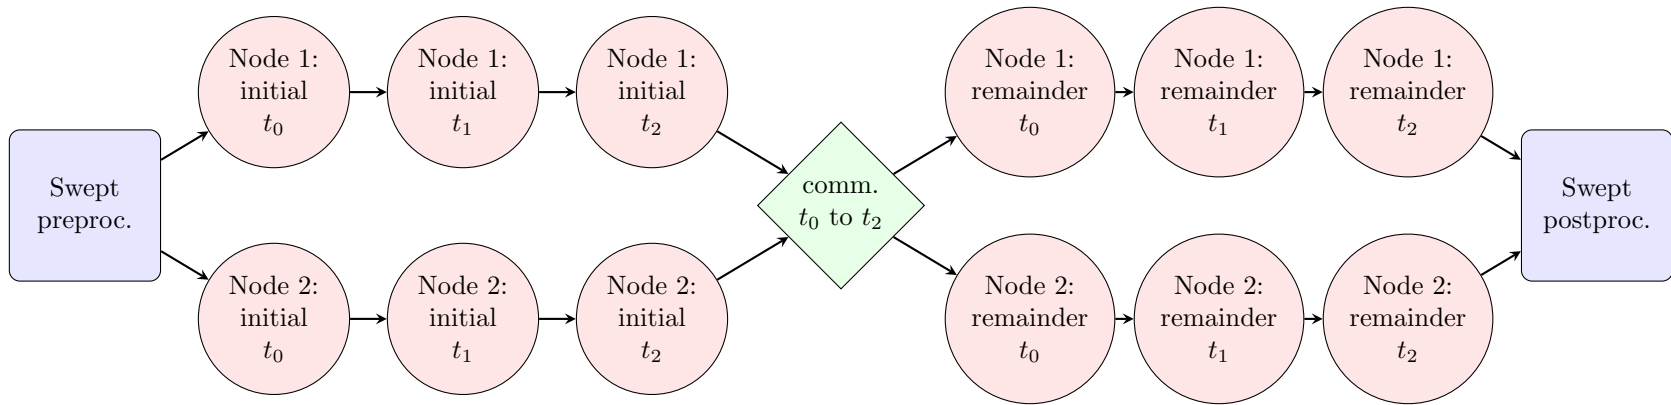 Swept
preproc.
Node 1:
initial
t₀
Node 1:
initial
t₁
Node 1:
initial
t₂
Node 2:
initial
t₀
Node 2:
initial
t₁
Node 2:
initial
t₂
comm.
t₀ to t₂
Node 1:
remainder
t₀
Node 1:
remainder
t₁
Node 1:
remainder
t₂
Node 2:
remainder
t₀
Node 2:
remainder
t₁
Node 2:
remainder
t₂
Swept
postproc.